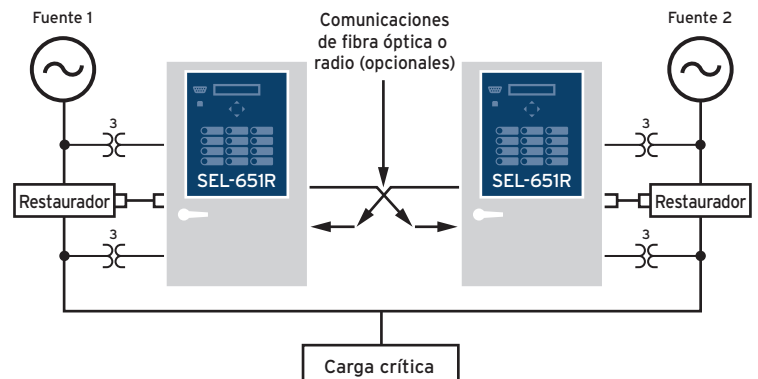 Fuente 1
Comunicaciones
de fibra óptica o
radio (opcionales)
Fuente 2
3
3
SEL-651R
SEL-651R
Restaurador
Restaurador
3
3
Carga crítica